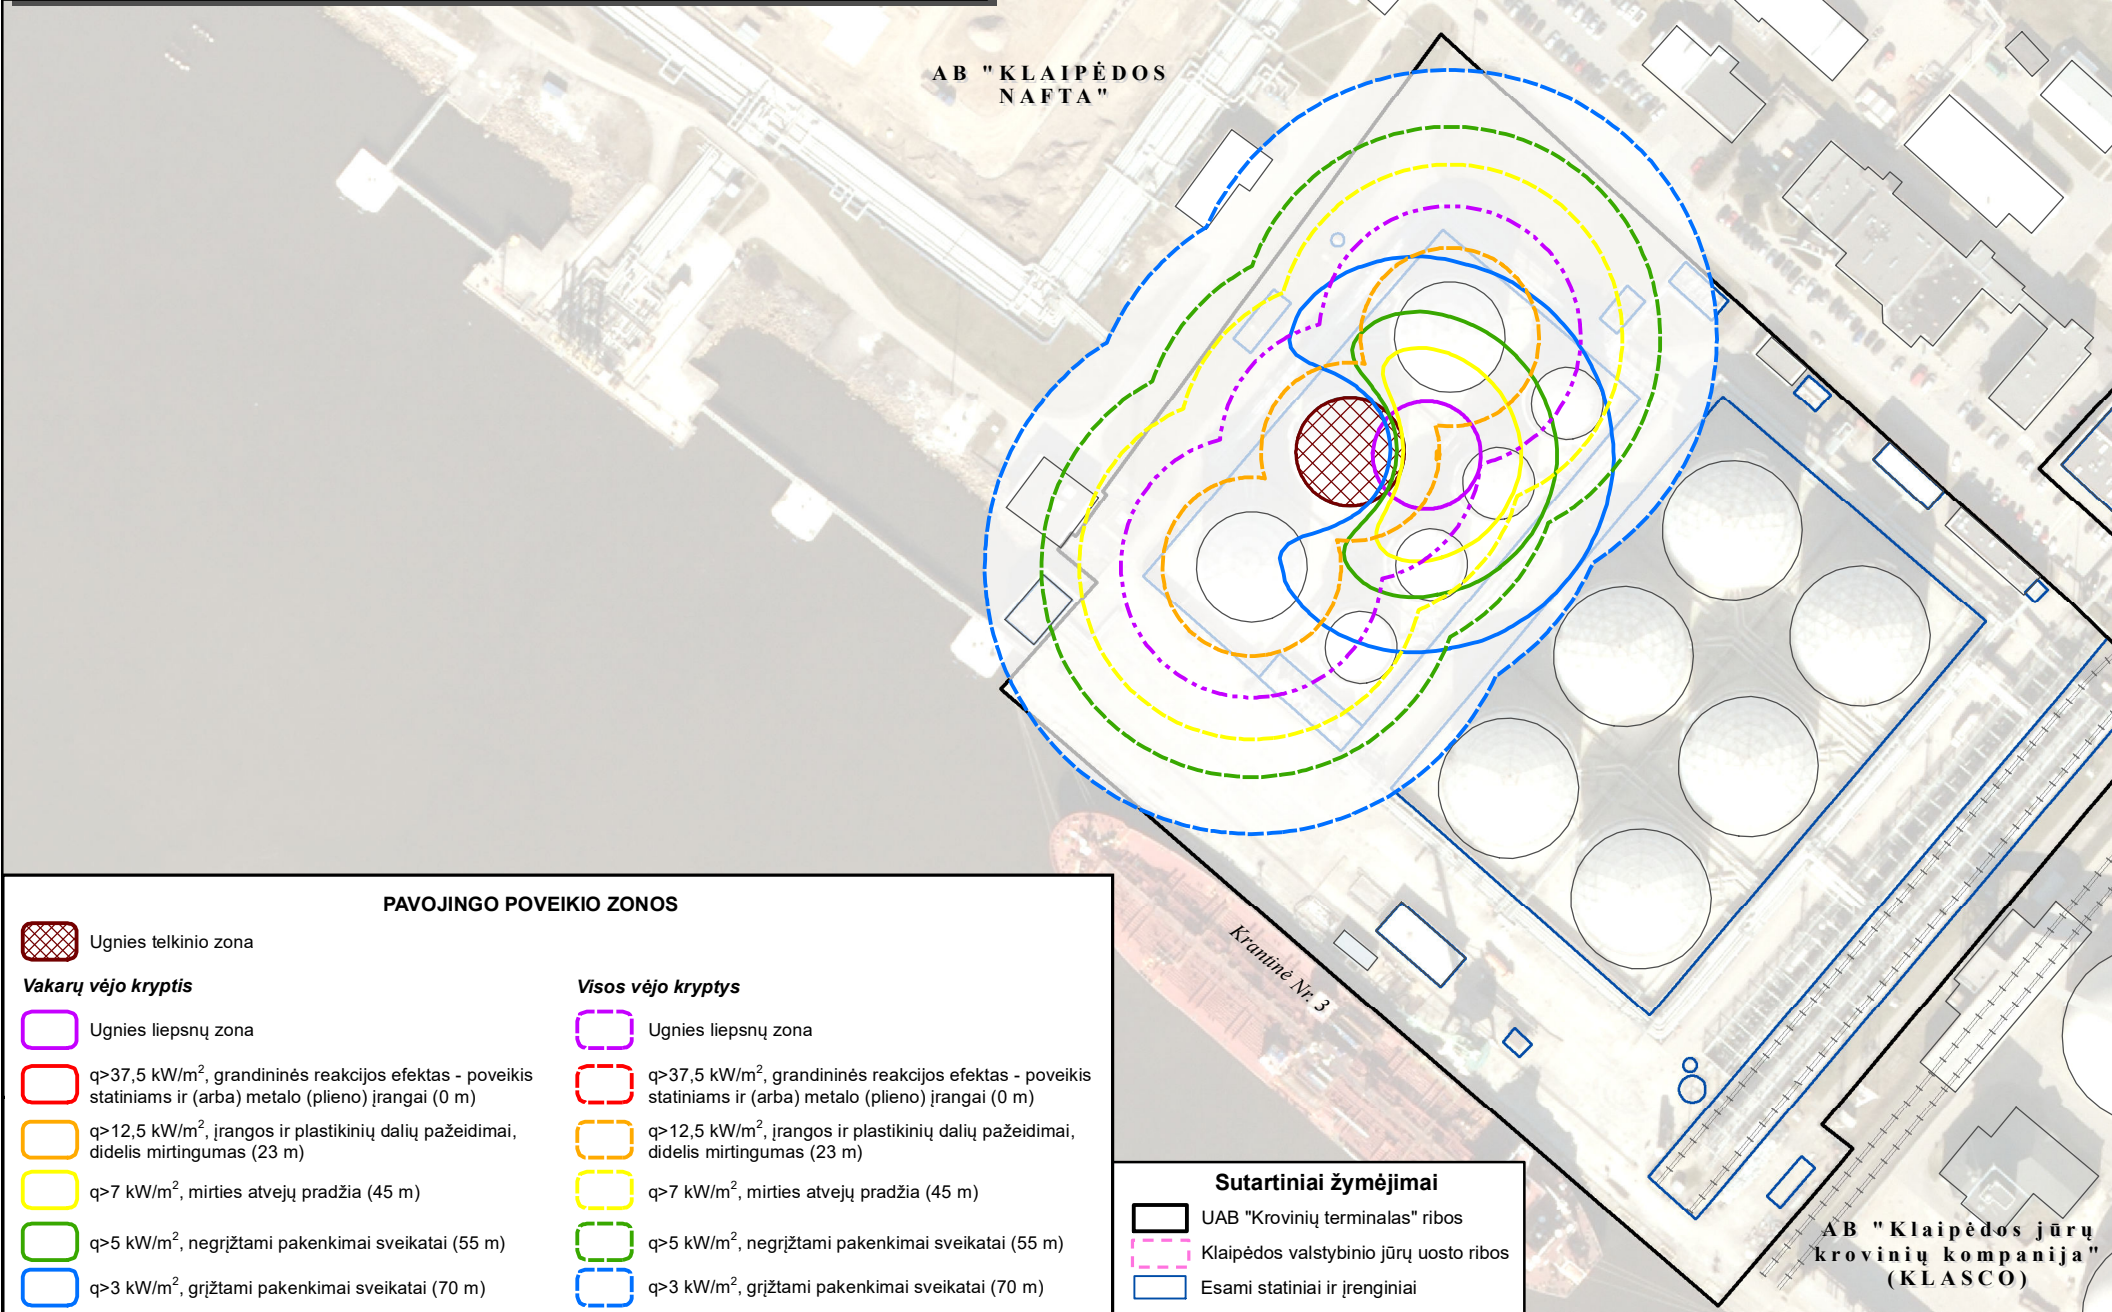 AB "KLAIPĖDOS
NAFTA"
Krantinė Nr. 3
PAVOJINGO POVEIKIO ZONOS
Ugnies telkinio zona
Vakarų vėjo kryptis
Ugnies liepsnų zona
q>37,5 kW/m², grandininės reakcijos efektas - poveikis
statiniams ir (arba) metalo (plieno) įrangai (0 m)
q>12,5 kW/m², įrangos ir plastikinių dalių pažeidimai,
didelis mirtingumas (23 m)
q>7 kW/m², mirties atvejų pradžia (45 m)
q>5 kW/m², negrįžtami pakenkimai sveikatai (55 m)
q>3 kW/m², grįžtami pakenkimai sveikatai (70 m)
Visos vėjo kryptys
Ugnies liepsnų zona
q>37,5 kW/m², grandininės reakcijos efektas - poveikis
statiniams ir (arba) metalo (plieno) įrangai (0 m)
q>12,5 kW/m², įrangos ir plastikinių dalių pažeidimai,
didelis mirtingumas (23 m)
q>7 kW/m², mirties atvejų pradžia (45 m)
q>5 kW/m², negrįžtami pakenkimai sveikatai (55 m)
q>3 kW/m², grįžtami pakenkimai sveikatai (70 m)
Sutartiniai žymėjimai
UAB "Krovinių terminalas" ribos
Klaipėdos valstybinio jūrų uosto ribos
Esami statiniai ir įrenginiai
AB "Klaipėdos jūrų
krovinių kompanija"
(KLASCO)